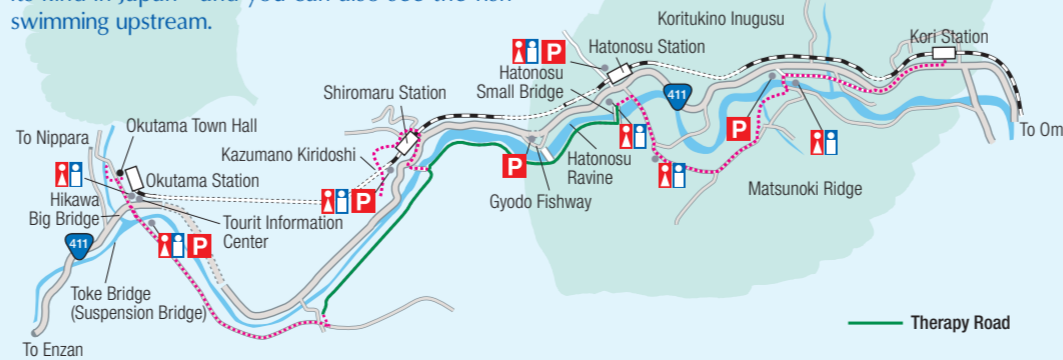 swimming upstream.
Koritukino Inugusu
Kori Station
P
Hatonosu Station
Hatonosu
Small Bridge
411
Shiromaru Station
To Nippara
Okutama Town Hall
Kazumano Kiridoshi
Okutama Station
P
Hatonosu
Ravine
P
Gyodo Fishway
Matsunoki Ridge
P
Hikawa
Big Bridge
Tourit Information
Center
411
P
Toke Bridge
(Suspension Bridge)
To Enzan
Therapy Road